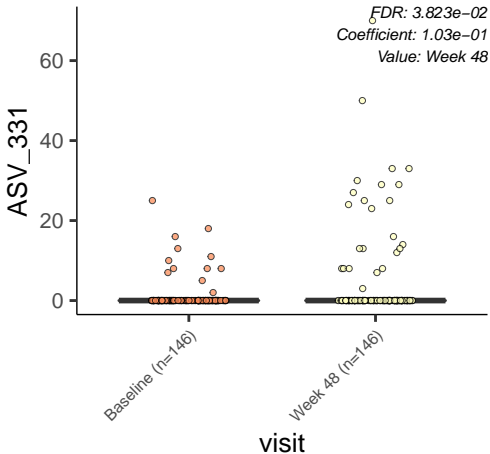 FDR: 3.823e−02
Coefficient: 1.03e−01
Value: Week 48
60
40
20
0
ASV_331
Baseline (n=146)
Week 48 (n=146)
visit